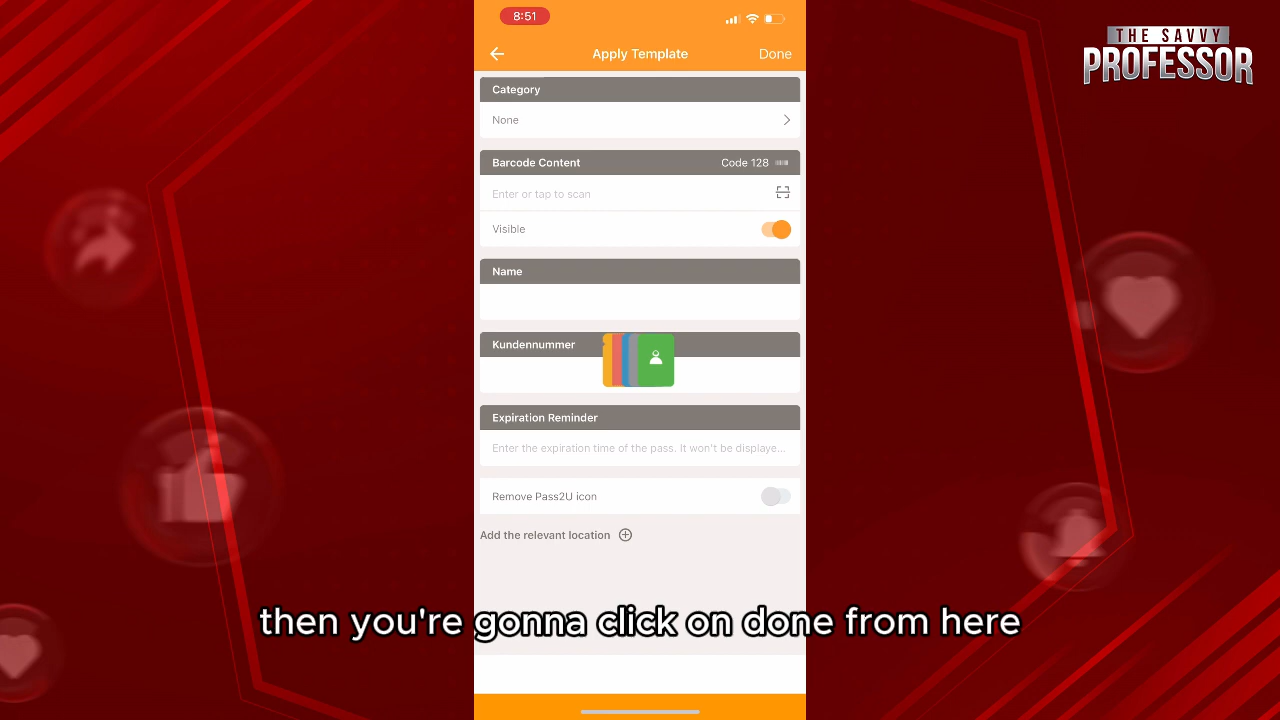 8:51
Apply Template
Done
Category
None
Barcode Content
Code 128
Enter or tap to scan
Visible
Name
Kundennummer
Expiration Reminder
Enter the expiration time of the pass. It won't be displaye...
Remove Pass2U icon
Add the relevant location
then you're gonna click on done from here
THE SAVVY
PROFESSOR